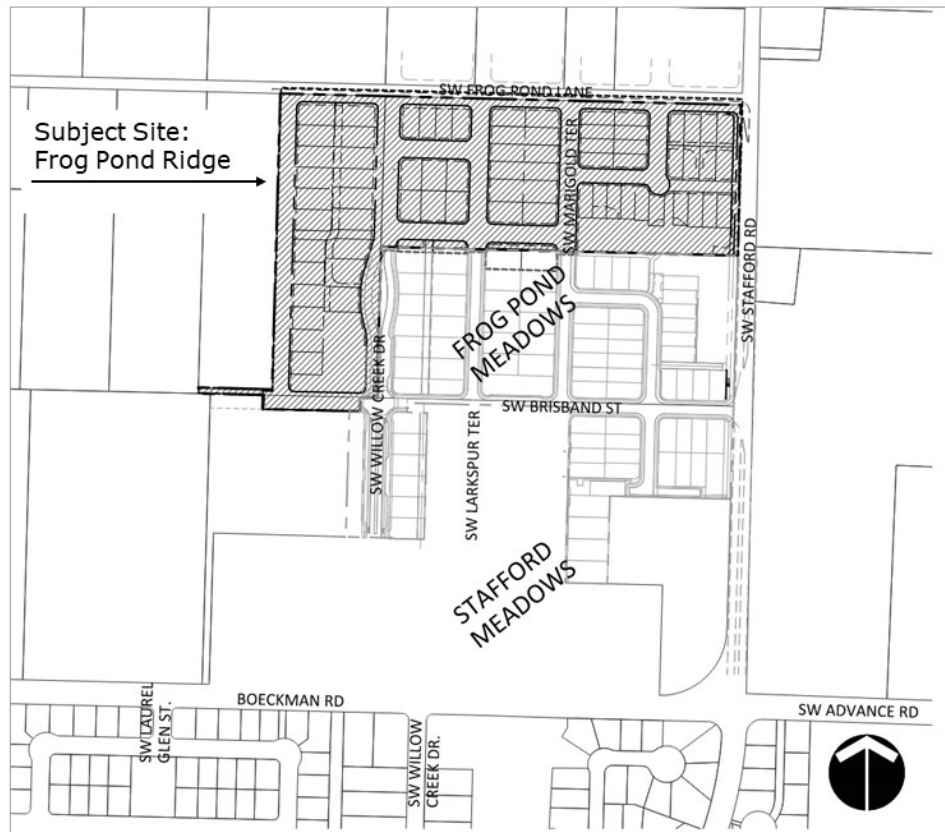 SW FROG POND LANE
Subject Site:
Frog Pond Ridge
SW MARIGOLD TER
SW STAFFORD RD
FROG POND
MEADOWS
SW WILLOW CREEK DR
SW BRISBAND ST
SW LARKSPUR TER
STAFFORD
MEADOWS
BOECKMAN RD
SW ADVANCE RD
SW LAUREL
GLEN ST.
SW WILLOW
CREEK DR.